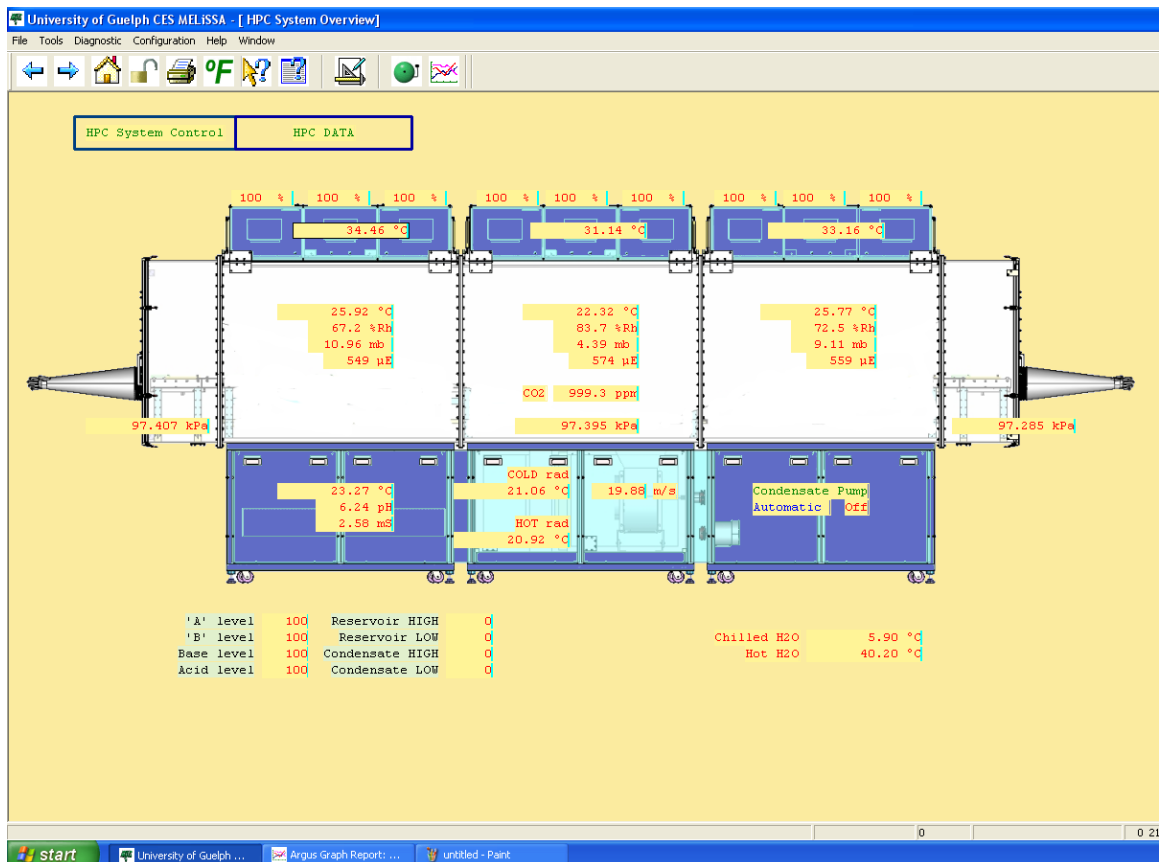 University of Guelph CES MELiSSA - [ HPC System Overview]
File Tools Diagnostic Configuration Help Window
°F
HPC System Control HPC DATA
100 % 100 % 100 % 100 % 100 % 100 % 100 % 100 % 100 %
34.46 °C 31.14 °C 33.16 °C
25.92 °C 22.32 °C 25.77 °C
67.2 %Rh 83.7 %Rh 72.5 %Rh
10.96 mb 4.39 mb 9.11 mb
549 µE 574 µE 559 µE
CO2 999.3 ppm
97.407 kPa 97.395 kPa 97.285 kPa
COLD rad
23.27 °C 21.06 °C 19.88 m/s Condensate Pump
6.24 pH Automatic Off
2.58 mS HOT rad
20.92 °C
'A' level 100 Reservoir HIGH 0
'B' level 100 Reservoir LOW 0 Chilled H2O 5.90 °C
Base level 100 Condensate HIGH 0 Hot H2O 40.20 °C
Acid level 100 Condensate LOW 0
0 0 21
start University of Guelph ... Argus Graph Report: ... untitled - Paint